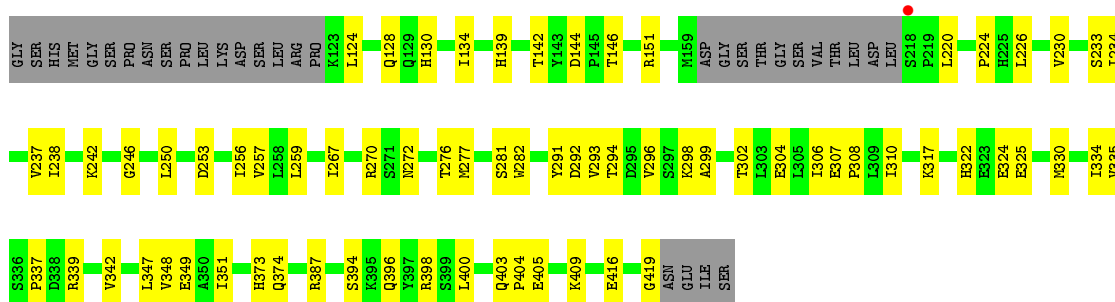 GLY SER HIS MET GLY SER PRO ASN SER SER PRO LEU LYS ASP SER LEU ARG PRO K123 L124 Q128 Q129 H130 I134 H139 T142 Y143 D144 P145 T146 R151 M159 ASP GLY SER THR GLY SER VAL THR LEU ASP LEU S218 P219 L220 P224 H225 L226 V230 S233 I234
V237 I238 K242 G246 L250 D253 I256 V257 L258 L259 I267 R270 S271 N272 T276 M277 S281 W282 Y291 D292 V293 T294 D295 V296 S297 K298 A299 T302 L303 E304 L305 I306 E307 P308 L309 I310 K317 H322 E323 E324 E325 M330 I334 V335
S336 P337 D338 R339 V342 L347 V348 E349 A350 I351 H373 Q374 R387 S394 K395 Q396 Y397 R398 S399 L400 Q403 P404 E405 K409 E416 G419 ASN GLU ILE SER